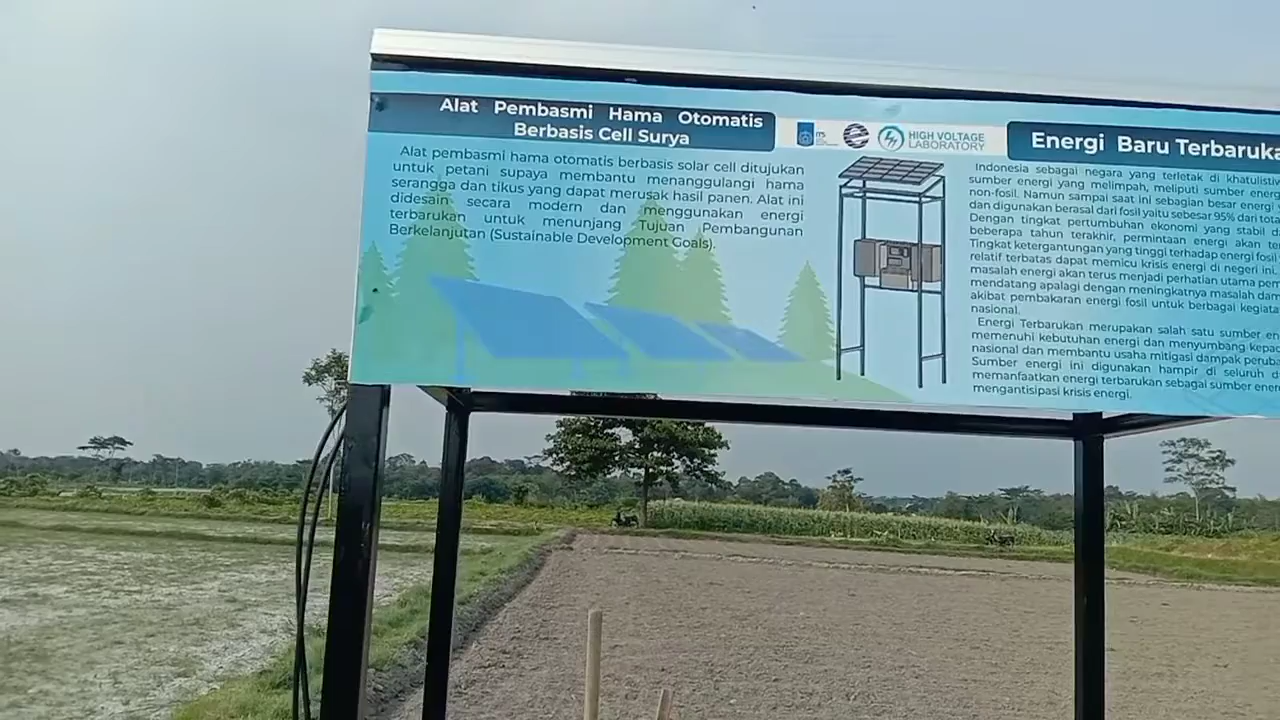 Alat Pembasmi Hama Otomatis
Berbasis Cell Surya
Alat pembasmi hama otomatis berbasis solar cell ditujukan
untuk petani supaya membantu menanggulangi hama
serangga dan tikus yang dapat merusak hasil panen. Alat ini
didesain secara modern dan menggunakan energi
terbarukan untuk menunjang Tujuan Pembangunan
Berkelanjutan (Sustainable Development Goals).
ITS
HIGH VOLTAGE
LABORATORY
Energi Baru Terbaruka
Indonesia sebagai negara yang terletak di khatulisti
sumber energi yang melimpah, meliputi sumber energ
non-fosil. Namun sampai saat ini sebagian besar energi
dan digunakan berasal dari fosil yaitu sebesar 95% dari tota
Dengan tingkat pertumbuhan ekonomi yang stabil d
beberapa tahun terakhir, permintaan energi akan te
Tingkat ketergantungan yang tinggi terhadap energi fosil
relatif terbatas dapat memicu krisis energi di negeri ini.
masalah energi akan terus menjadi perhatian utama pem
mendatang apalagi dengan meningkatnya masalah dam
akibat pembakaran energi fosil untuk berbagai kegiata
nasional.
Energi Terbarukan merupakan salah satu sumber en
memenuhi kebutuhan energi dan menyumbang kepad
nasional dan membantu usaha mitigasi dampak perub
Sumber energi ini digunakan hampir di seluruh d
memanfaatkan energi terbarukan sebagai sumber ener
mengantisipasi krisis energi.